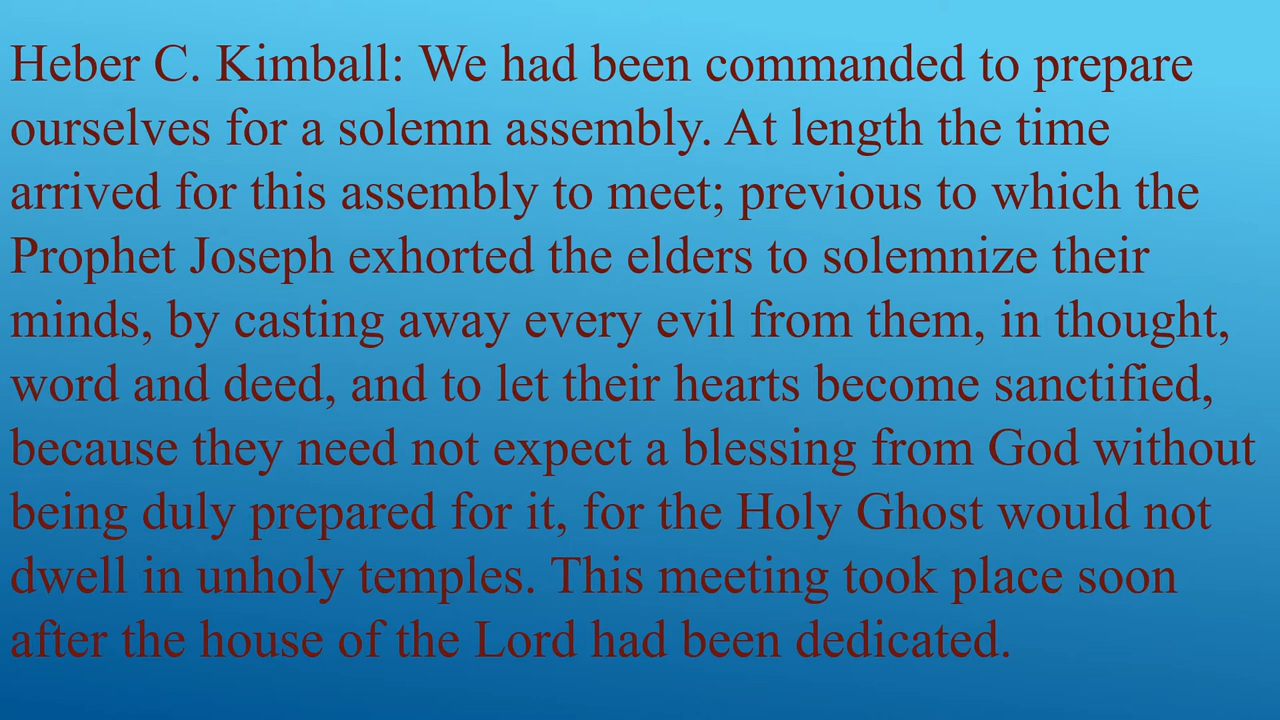 Heber C. Kimball: We had been commanded to prepare
ourselves for a solemn assembly. At length the time
arrived for this assembly to meet; previous to which the
Prophet Joseph exhorted the elders to solemnize their
minds, by casting away every evil from them, in thought,
word and deed, and to let their hearts become sanctified,
because they need not expect a blessing from God without
being duly prepared for it, for the Holy Ghost would not
dwell in unholy temples. This meeting took place soon
after the house of the Lord had been dedicated.